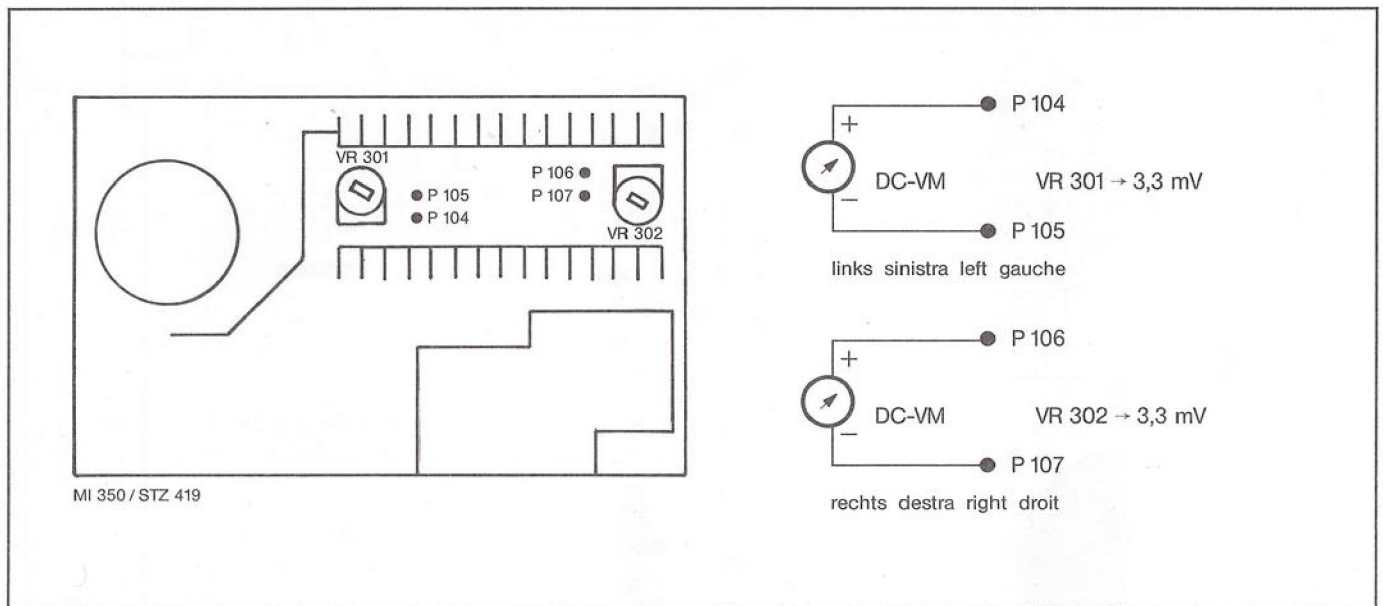 VR 301
P 105
P 104
P 106
P 107
VR 302
MI 350 / STZ 419
P 104
+
DC-VM VR 301 → 3,3 mV
−
P 105
links sinistra left gauche
P 106
+
DC-VM VR 302 → 3,3 mV
−
P 107
rechts destra right droit